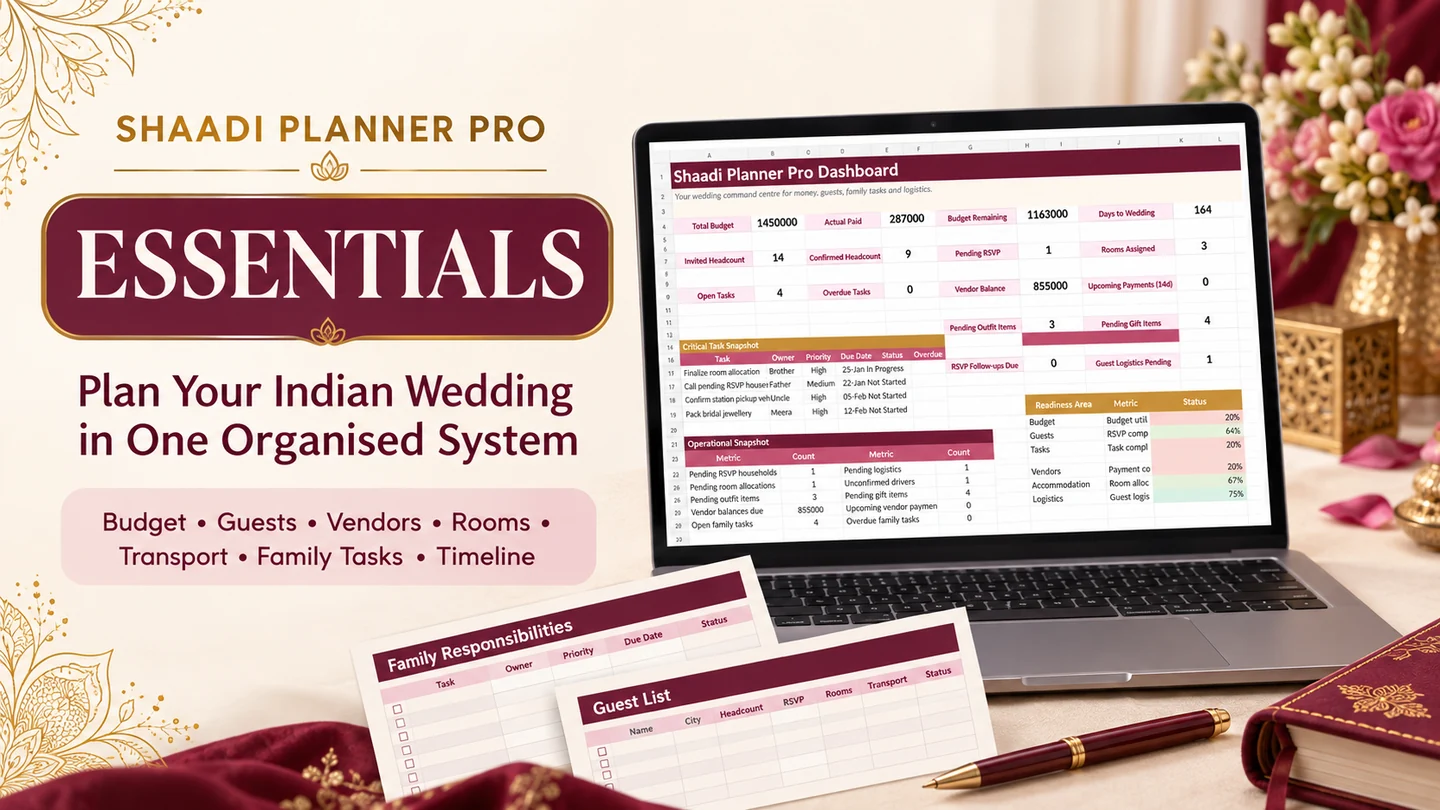 SHAADI PLANNER PRO
ESSENTIALS
Plan Your Indian Wedding
in One Organised System
Budget • Guests • Vendors • Rooms •
Transport • Family Tasks • Timeline
A B C D E F G H I J K L
Shaadi Planner Pro Dashboard
Your wedding command centre for money, guests, family tasks and logistics.
Total Budget 1450000 Actual Paid 287000 Budget Remaining 1163000 Days to Wedding 164
Invited Headcount 14 Confirmed Headcount 9 Pending RSVP 1 Rooms Assigned 3
Open Tasks 4 Overdue Tasks 0 Vendor Balance 855000 Upcoming Payments (14d) 0
Pending Outfit Items 3 Pending Gift Items 4
RSVP Follow-ups Due 0 Guest Logistics Pending 1
Critical Task Snapshot
Task Owner Priority Due Date Status Overdue
Finalize room allocation Brother High 25-Jan In Progress
Call pending RSVP houser Father Medium 22-Jan Not Started
Confirm station pickup veh Uncle High 05-Feb Not Started
Pack bridal jewellery Meera High 12-Feb Not Started
Operational Snapshot
Metric Count Metric Count
Pending RSVP households 1 Pending logistics 1
Pending room allocations 1 Unconfirmed drivers 1
Pending outfit items 3 Pending gift items 4
Vendor balances due 855000 Upcoming vendor paymen 0
Open family tasks 4 Overdue family tasks 0
Readiness Area Metric Status
Budget Budget util 20%
Guests RSVP comp 64%
Tasks Task compl 20%
Vendors Payment co 20%
Accommodation Room alloc 67%
Logistics Guest logis 75%
Family Responsibilities
Task Owner Priority Due Date Status
Guest List
Name City Headcount RSVP Rooms Transport Status